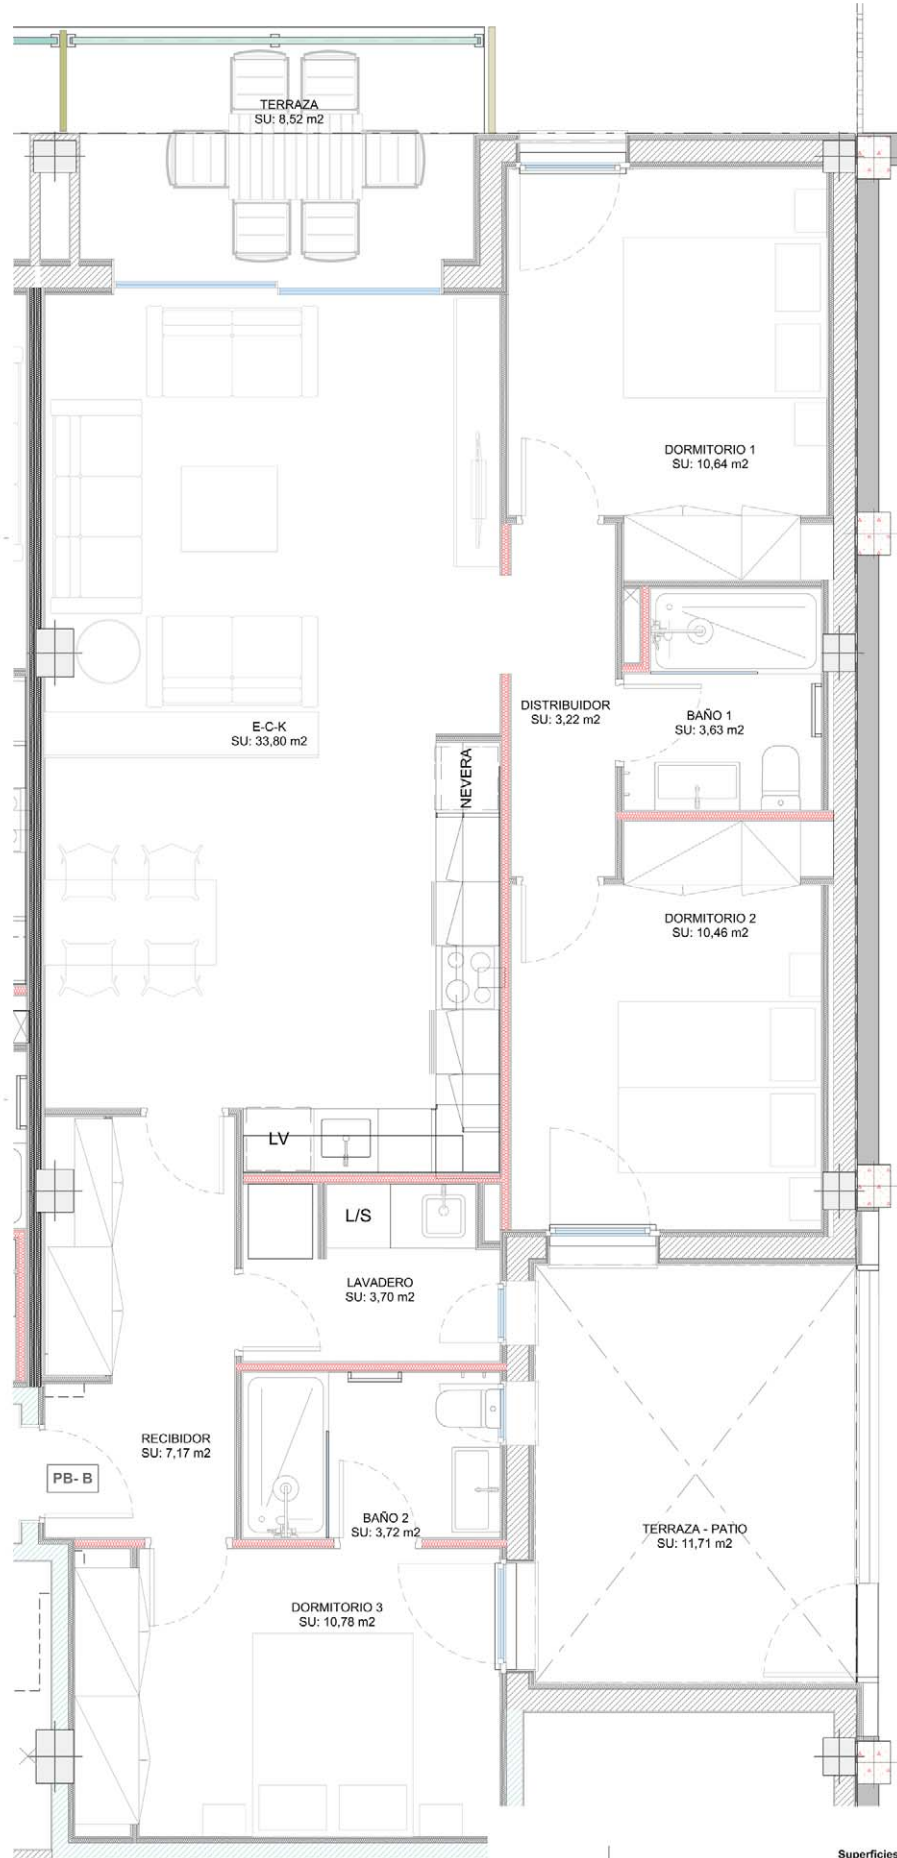 TERRAZA
SU: 8,52 m2
DORMITORIO 1
SU: 10,64 m2
DISTRIBUIDOR
SU: 3,22 m2
BAÑO 1
SU: 3,63 m2
E-C-K
SU: 33,80 m2
NEVERA
DORMITORIO 2
SU: 10,46 m2
LV
L/S
LAVADERO
SU: 3,70 m2
RECIBIDOR
SU: 7,17 m2
PB- B
BAÑO 2
SU: 3,72 m2
TERRAZA - PATIO
SU: 11,71 m2
DORMITORIO 3
SU: 10,78 m2
Superficies